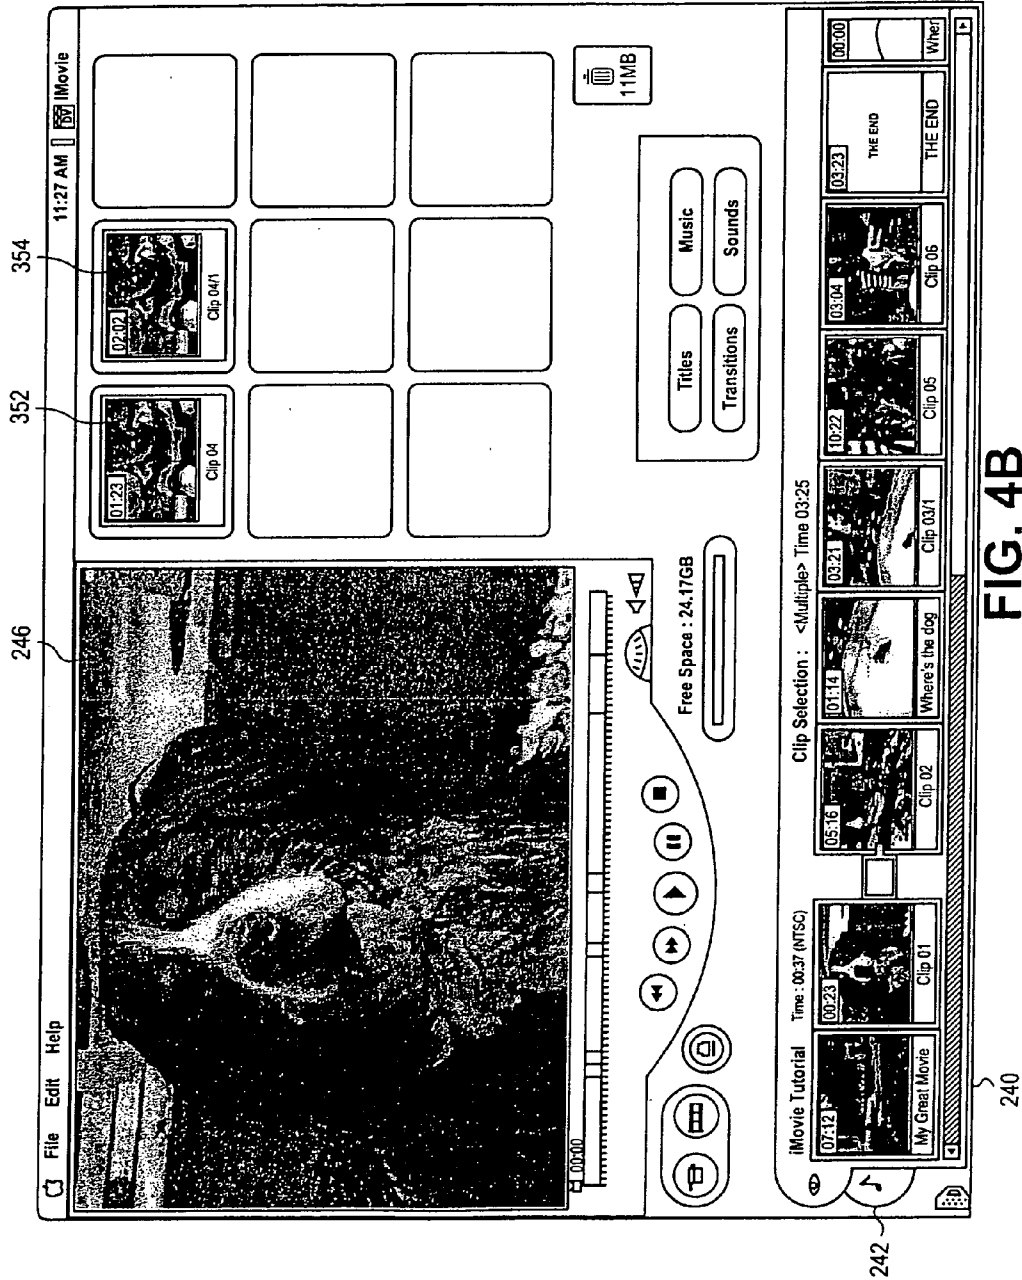 File Edit Help
11:27 AM DV IMovie
246
352
354
01:23
Clip 04
02:02
Clip 04/1
00:00
11MB
Titles
Music
Transitions
Sounds
Free Space : 24.17GB
iMovie Tutorial
Time : 00:37 (NTSC)
Clip Selection : <Multiple> Time 03:25
07:12
My Great Movie
00:23
Clip 01
05:16
Clip 02
01:14
Where's the dog
03:21
Clip 03/1
10:22
Clip 05
03:04
Clip 06
03:23
THE END
THE END
00:00
Wher
242
240
FIG. 4B